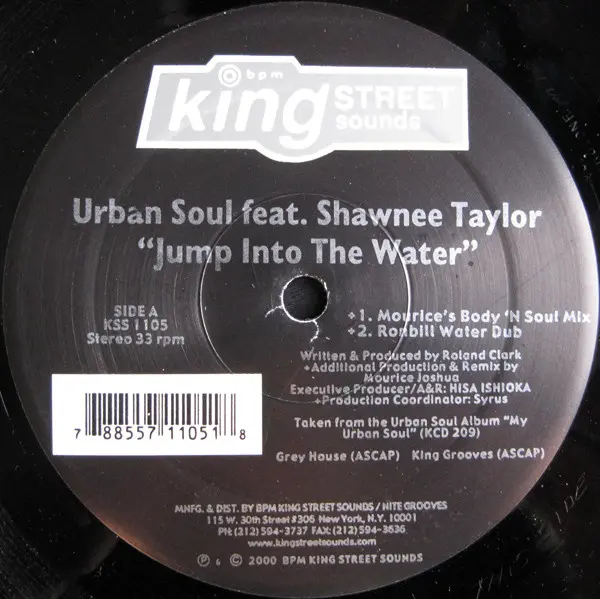 bpm
king STREET
sounds
Urban Soul feat. Shawnee Taylor
"Jump Into The Water"
SIDE A
KSS 1105
Stereo 33 rpm
+1. Mourice's Body 'N Soul Mix
+2. Ronbill Water Dub
Written & Produced by Roland Clark
+Additional Production & Remix by
Mourice Joshua
Executive Producer/A&R: HISA ISHIOKA
+Production Coordinator: Syrus
Taken from the Urban Soul Album "My
Urban Soul" (KCD 209)
Grey House (ASCAP) King Grooves (ASCAP)
7 88557 11051 8
MNFG. & DIST. BY BPM KING STREET SOUNDS / NITE GROOVES
115 W. 30th Street #306 New York, N.Y. 10001
PH:(212) 594-3737 FAX:(212) 594-3636
www.kingstreetsounds.com
℗ & © 2000 BPM KING STREET SOUNDS